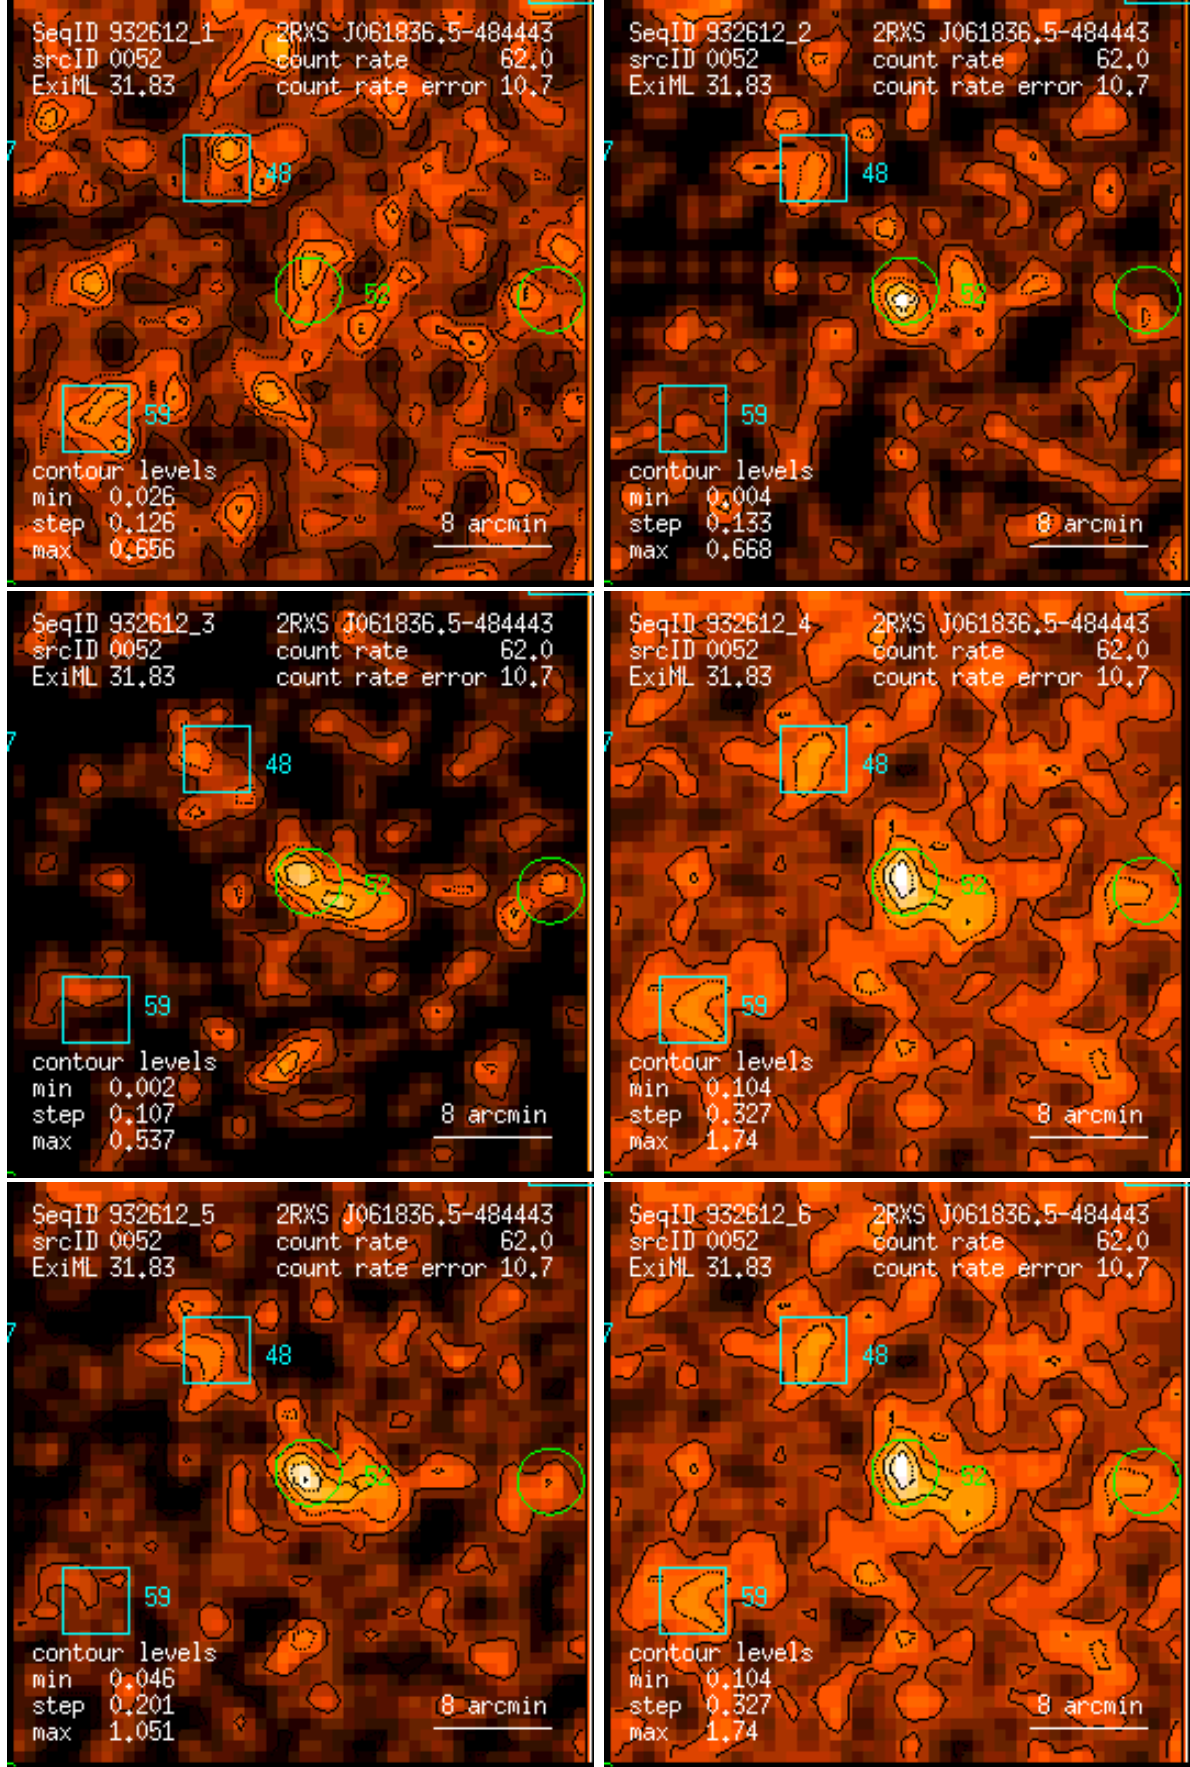 SeqID 932612_1 2RXS J061836.5-484443
srcID 0052 count rate 62.0
ExiML 31.83 count rate error 10.7
7
48
52
59
contour levels
min 0.026
step 0.126 8 arcmin
max 0.656
SeqID 932612_2 2RXS J061836.5-484443
srcID 0052 count rate 62.0
ExiML 31.83 count rate error 10.7
7
48
52
59
contour levels
min 0.004
step 0.133 8 arcmin
max 0.668
SeqID 932612_3 2RXS J061836.5-484443
srcID 0052 count rate 62.0
ExiML 31.83 count rate error 10.7
7
48
52
59
contour levels
min 0.002
step 0.107 8 arcmin
max 0.537
SeqID 932612_4 2RXS J061836.5-484443
srcID 0052 count rate 62.0
ExiML 31.83 count rate error 10.7
7
48
52
59
contour levels
min 0.104
step 0.327 8 arcmin
max 1.74
SeqID 932612_5 2RXS J061836.5-484443
srcID 0052 count rate 62.0
ExiML 31.83 count rate error 10.7
7
48
52
59
contour levels
min 0.046
step 0.201 8 arcmin
max 1.051
SeqID 932612_6 2RXS J061836.5-484443
srcID 0052 count rate 62.0
ExiML 31.83 count rate error 10.7
7
48
52
59
contour levels
min 0.104
step 0.327 8 arcmin
max 1.74